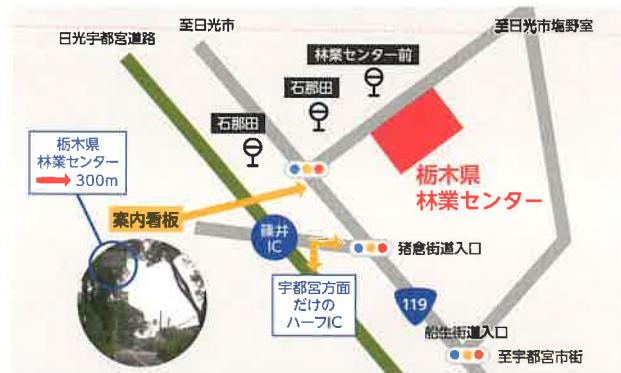 至日光市
日光宇都宮道路
至日光市塩野室
林業センター前
石那田
石那田
栃木県
林業センター
300m
栃木県
林業センター
案内看板
篠井
IC
猪倉街道入口
宇都宮方面
だけの
ハーフIC
119
船生街道入口
至宇都宮市街